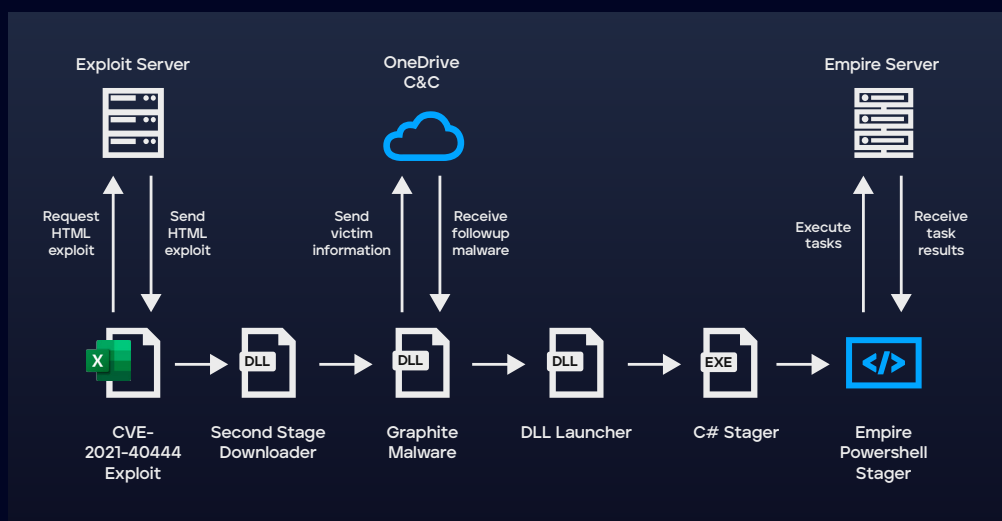 Exploit Server
OneDrive
C&C
Empire Server
Request
HTML
exploit
Send
HTML
exploit
Send
victim
information
Receive
followup
malware
Execute
tasks
Receive
task
results
X
DLL
DLL
DLL
EXE
</>
CVE-
2021-40444
Exploit
Second Stage
Downloader
Graphite
Malware
DLL Launcher
C# Stager
Empire
Powershell
Stager